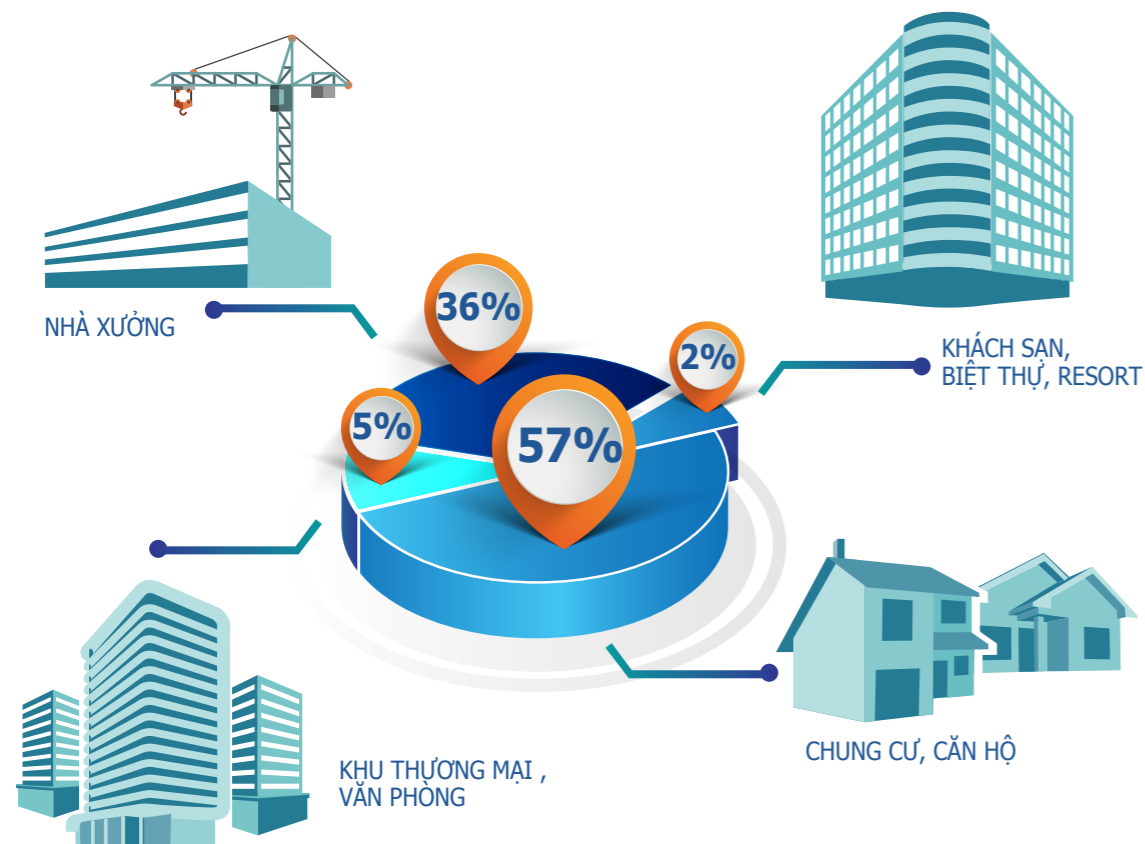 36%
NHÀ XƯỞNG
2%
KHÁCH SẠN,
BIỆT THỰ, RESORT
5%
57%
KHU THƯƠNG MẠI ,
VĂN PHÒNG
CHUNG CƯ, CĂN HỘ